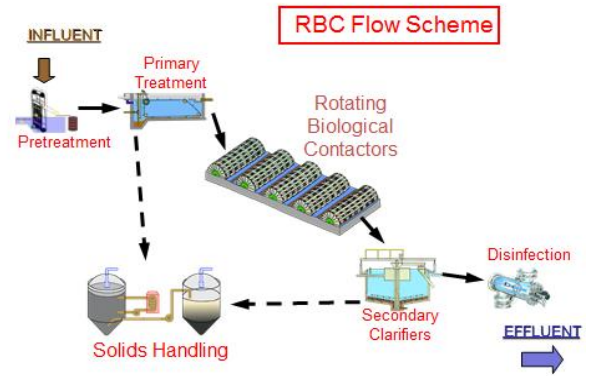 RBC Flow Scheme
INFLUENT
Primary
Treatment
Pretreatment
Rotating
Biological
Contactors
Disinfection
Secondary
Clarifiers
EFFLUENT
Solids Handling